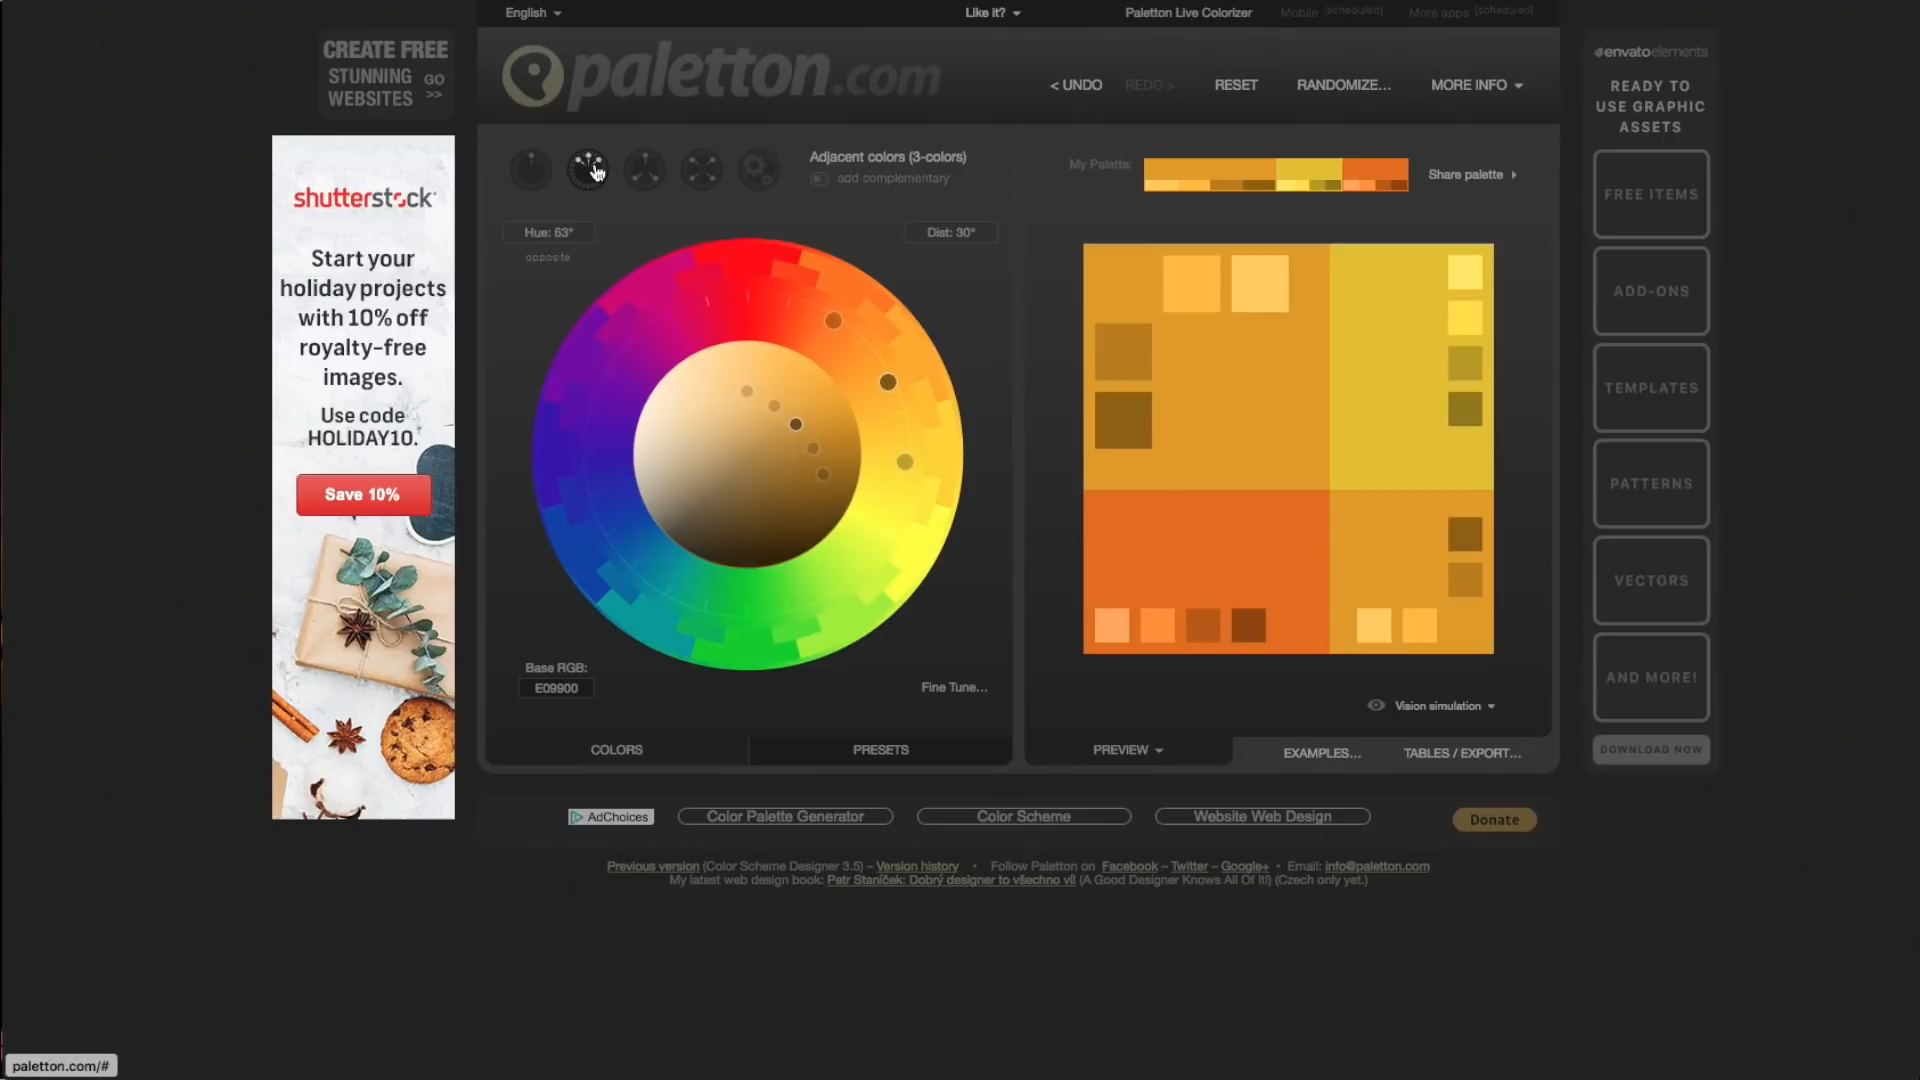 English
Like it?
Paletton Live Colorizer
Mobile (scheduled)
More apps (scheduled)
CREATE FREE
STUNNING
WEBSITES
GO
>>
paletton.com
< UNDO
REDO >
RESET
RANDOMIZE...
MORE INFO
envatoelements
READY TO
USE GRAPHIC
ASSETS
shutterstock
Start your
holiday projects
with 10% off
royalty-free
images.
Use code
HOLIDAY10.
Save 10%
Adjacent colors (3-colors)
add complementary
Hue: 63°
opposite
Dist: 30°
Base RGB:
E09900
Fine Tune...
COLORS
PRESETS
My Palette:
Share palette
Vision simulation
PREVIEW
EXAMPLES...
TABLES / EXPORT...
FREE ITEMS
ADD-ONS
TEMPLATES
PATTERNS
VECTORS
AND MORE!
DOWNLOAD NOW
AdChoices
Color Palette Generator
Color Scheme
Website Web Design
Donate
Previous version (Color Scheme Designer 3.5) – Version history • Follow Paletton on Facebook – Twitter – Google+ • Email: info@paletton.com
My latest web design book: Petr Staníček: Dobrý designer to všechno ví! (A Good Designer Knows All Of It!) (Czech only yet.)
paletton.com/#